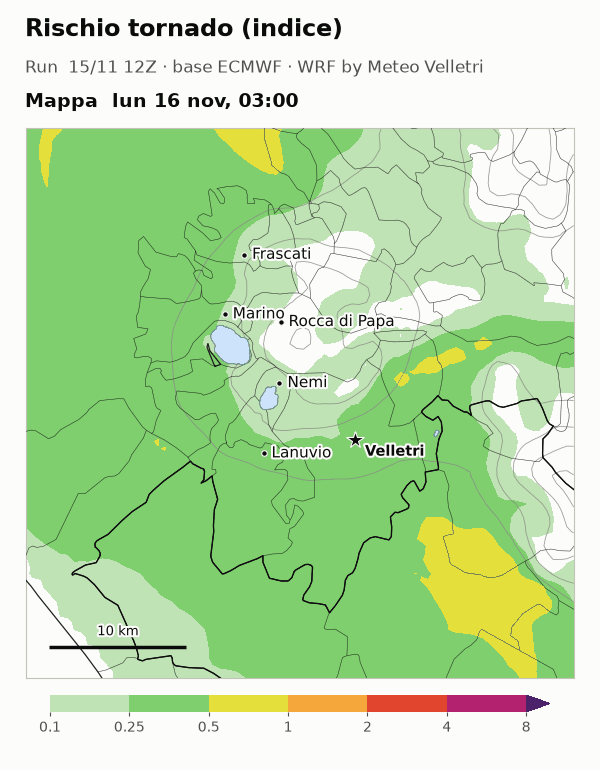 Rischio tornado (indice)
Run  15/11 12Z · base ECMWF · WRF by Meteo Velletri
Mappa  lun 16 nov, 03:00
Frascati
Marino
Rocca di Papa
Nemi
Velletri
Lanuvio
10 km
0.1 0.25 0.5 1 2 4 8